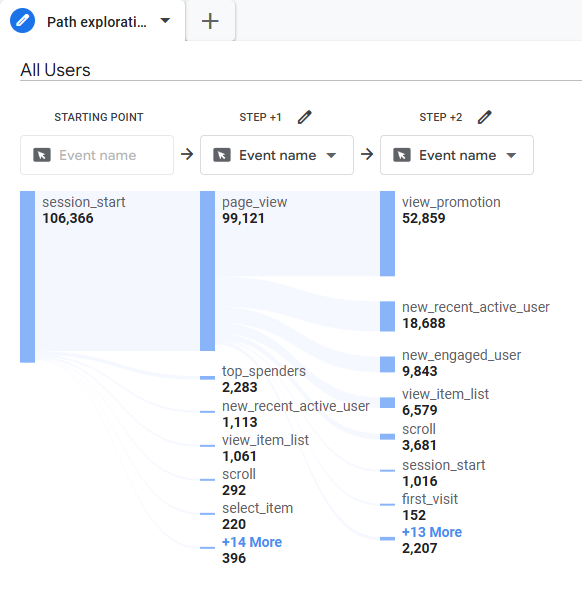 Path explorati...
All Users
STARTING POINT
STEP +1
STEP +2
Event name
Event name
Event name
session_start
106,366
page_view
99,121
view_promotion
52,859
new_recent_active_user
18,688
new_engaged_user
9,843
top_spenders
2,283
view_item_list
6,579
new_recent_active_user
1,113
scroll
3,681
view_item_list
1,061
session_start
1,016
scroll
292
first_visit
152
select_item
220
+13 More
2,207
+14 More
396